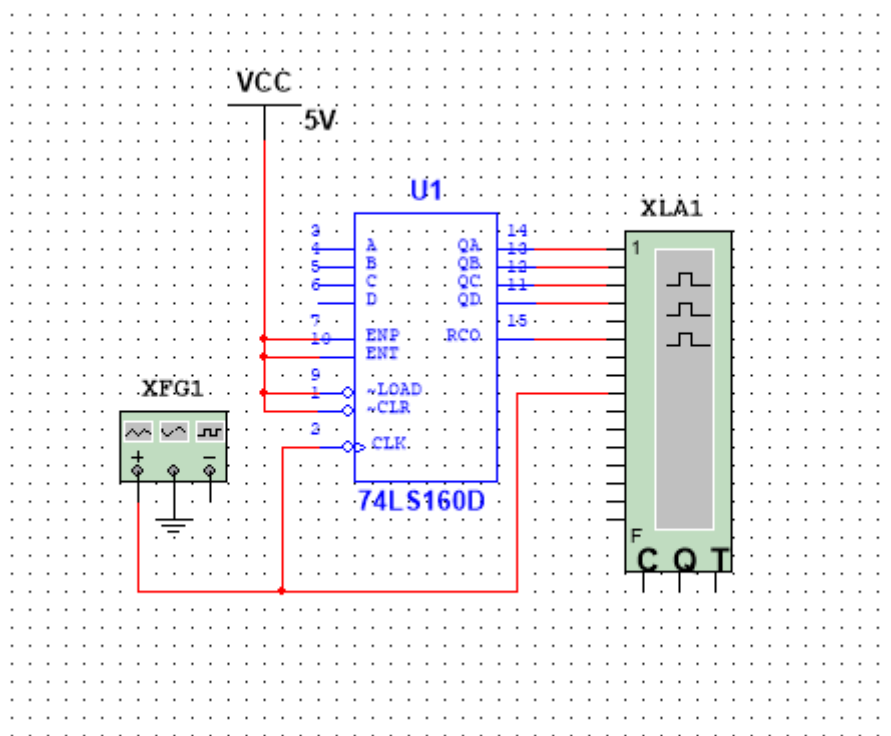 VCC
5V
U1
XLA1
3
4
5
6
A
B
C
D
14
13
12
11
QA
QB
QC
QD
7
10
ENP
ENT
15
RCO
9
1
~LOAD
~CLR
2
CLK
74LS160D
XFG1
+
−
1
F
C Q T